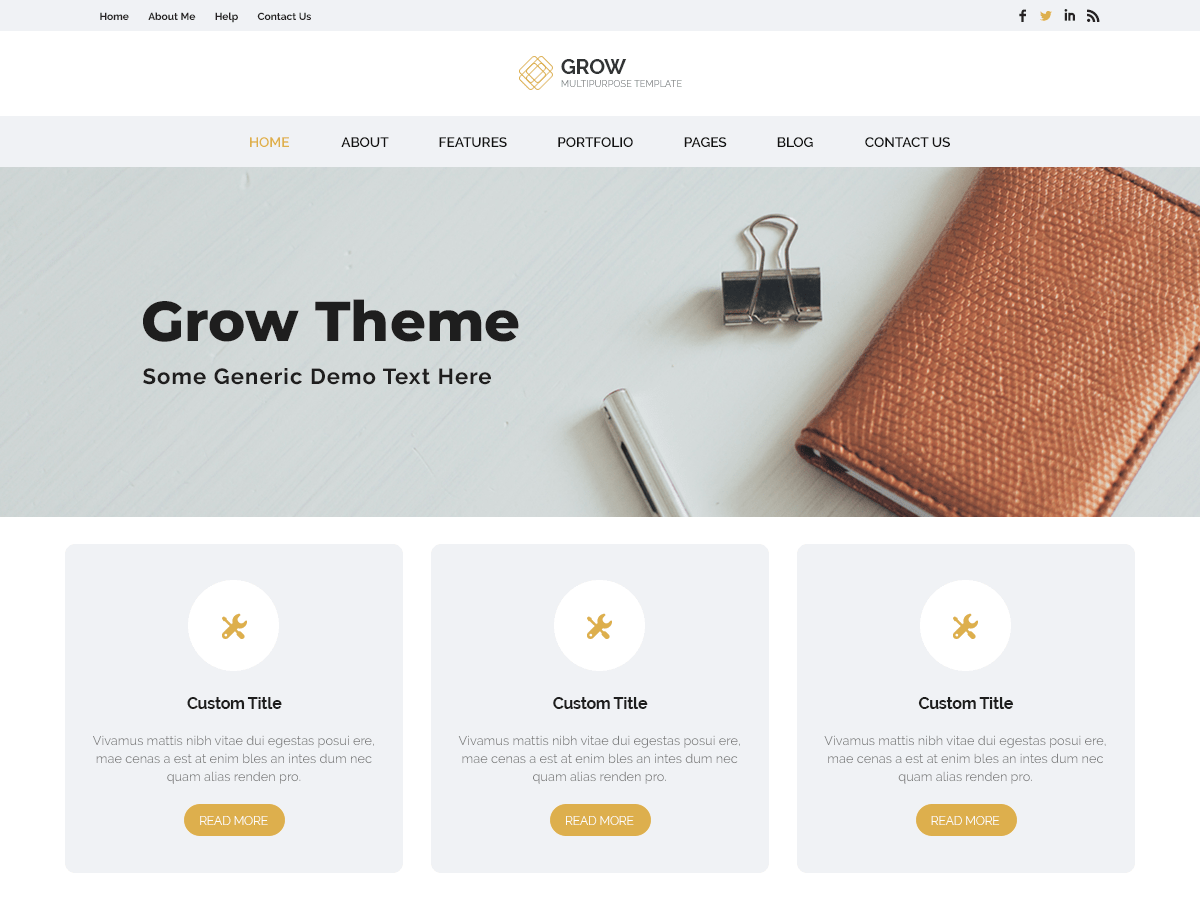 Home About Me Help Contact Us
GROW
MULTIPURPOSE TEMPLATE
HOME ABOUT FEATURES PORTFOLIO PAGES BLOG CONTACT US
Grow Theme
Some Generic Demo Text Here
Custom Title
Vivamus mattis nibh vitae dui egestas posui ere,
mae cenas a est at enim bles an intes dum nec
quam alias renden pro.
READ MORE
Custom Title
Vivamus mattis nibh vitae dui egestas posui ere,
mae cenas a est at enim bles an intes dum nec
quam alias renden pro.
READ MORE
Custom Title
Vivamus mattis nibh vitae dui egestas posui ere,
mae cenas a est at enim bles an intes dum nec
quam alias renden pro.
READ MORE